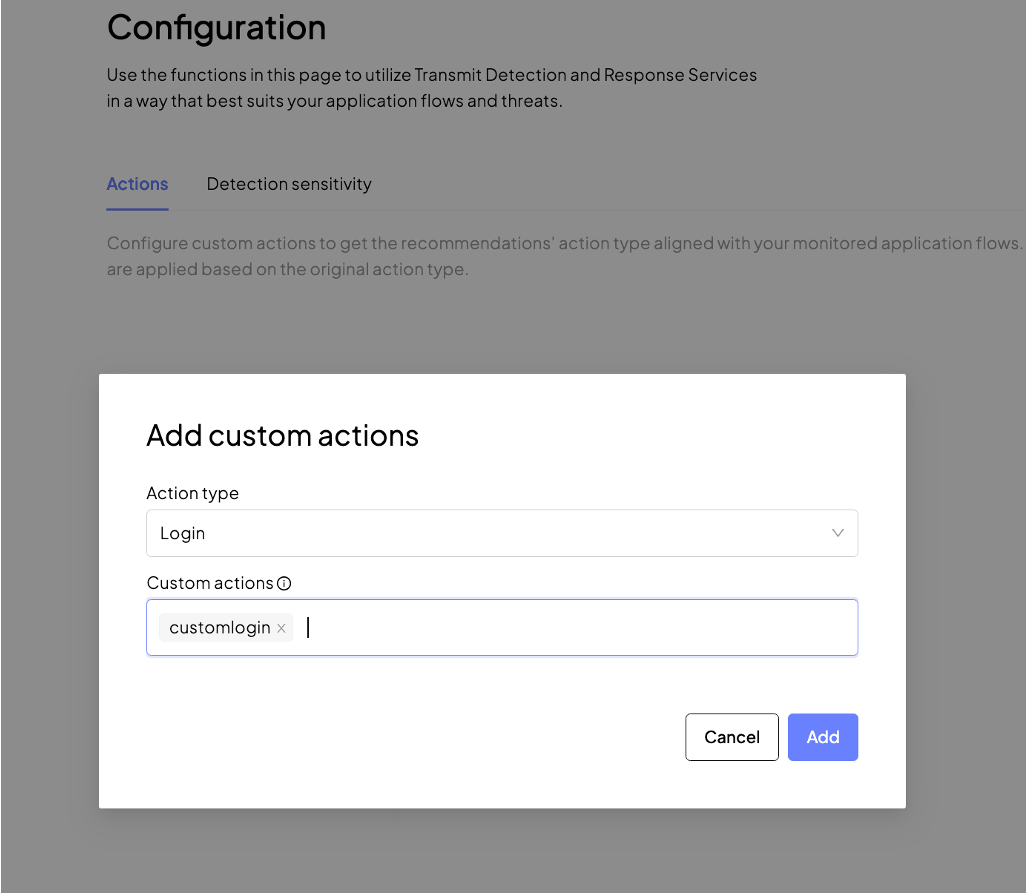 Configuration
Use the functions in this page to utilize Transmit Detection and Response Services
in a way that best suits your application flows and threats.
Actions Detection sensitivity
Configure custom actions to get the recommendations' action type aligned with your monitored application flows.
are applied based on the original action type.
Add custom actions
Action type
Login
Custom actions
customlogin ×
Cancel Add